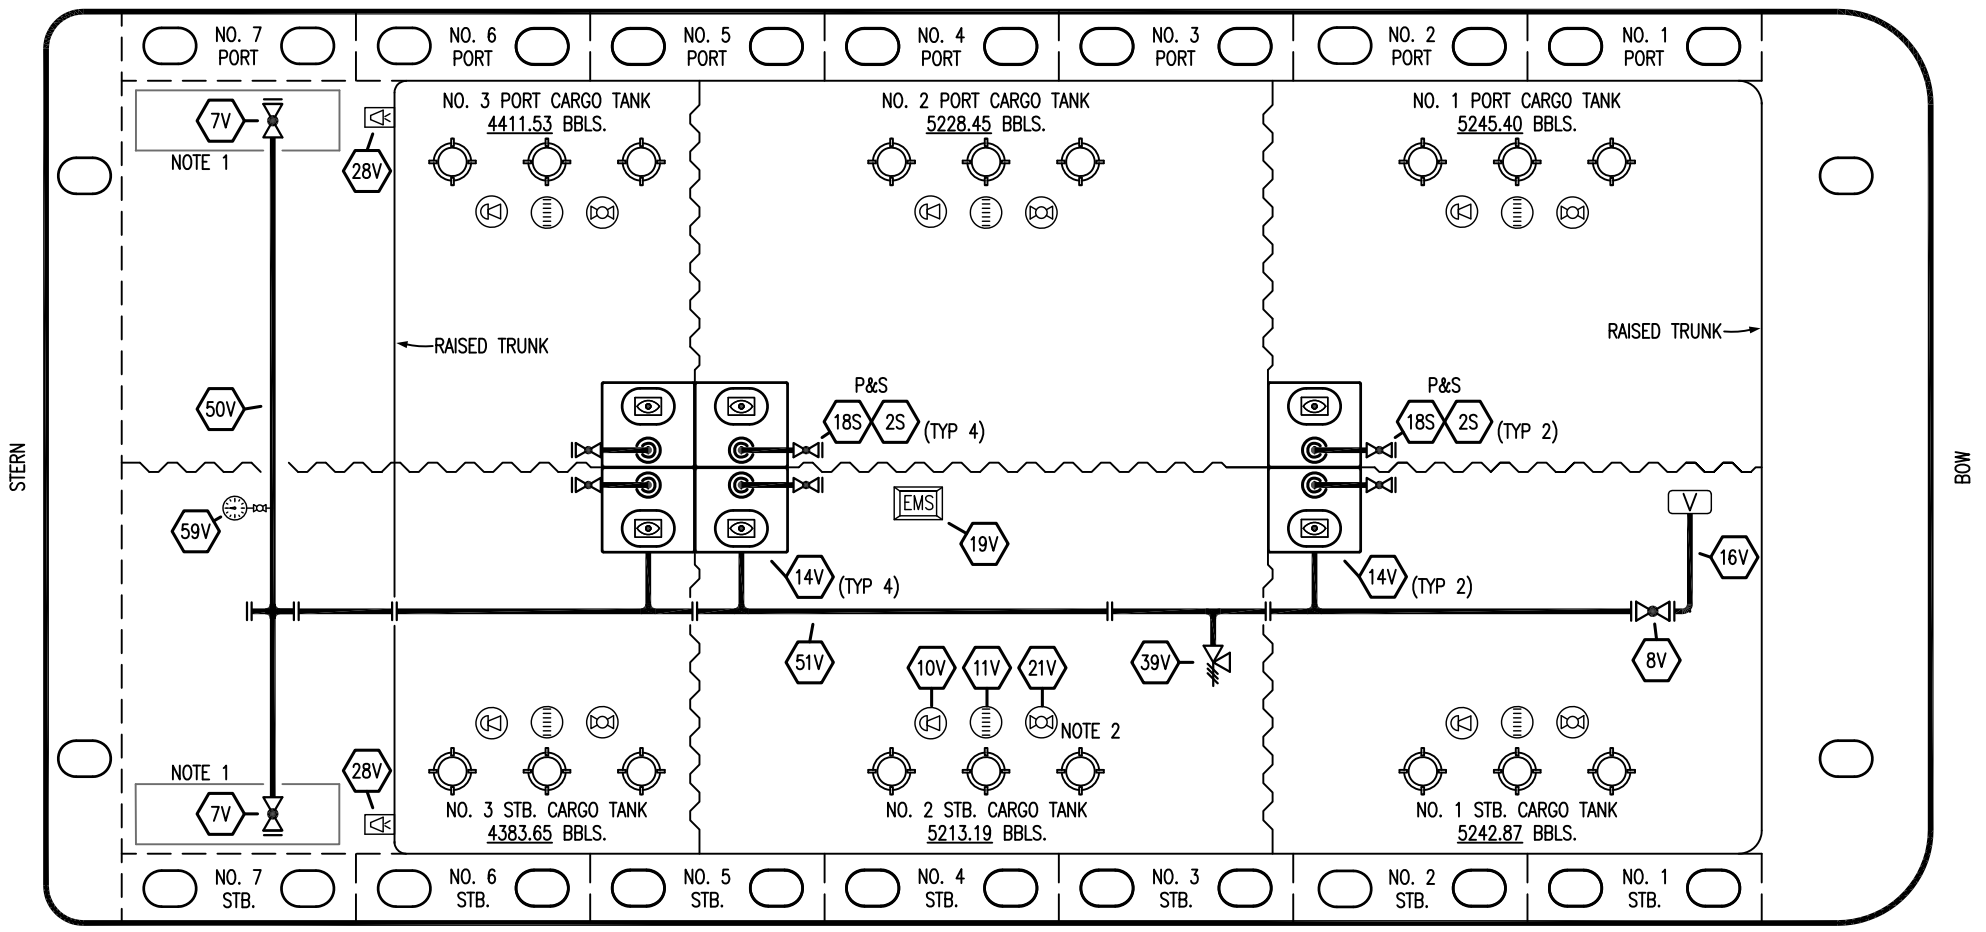 NO. 7
PORT
NO. 6
PORT
NO. 5
PORT
NO. 4
PORT
NO. 3
PORT
NO. 2
PORT
NO. 1
PORT
NO. 3 PORT CARGO TANK
4411.53 BBLS.
NO. 2 PORT CARGO TANK
5228.45 BBLS.
NO. 1 PORT CARGO TANK
5245.40 BBLS.
7V
NOTE 1
28V
RAISED TRUNK
RAISED TRUNK
50V
P&S
18S
2S
(TYP 4)
P&S
18S
2S
(TYP 2)
STERN
BOW
EMS
V
59V
19V
16V
14V
(TYP 4)
14V
(TYP 2)
51V
10V
11V
21V
39V
8V
NOTE 2
NOTE 1
28V
7V
NO. 3 STB. CARGO TANK
4383.65 BBLS.
NO. 2 STB. CARGO TANK
5213.19 BBLS.
NO. 1 STB. CARGO TANK
5242.87 BBLS.
NO. 7
STB.
NO. 6
STB.
NO. 5
STB.
NO. 4
STB.
NO. 3
STB.
NO. 2
STB.
NO. 1
STB.